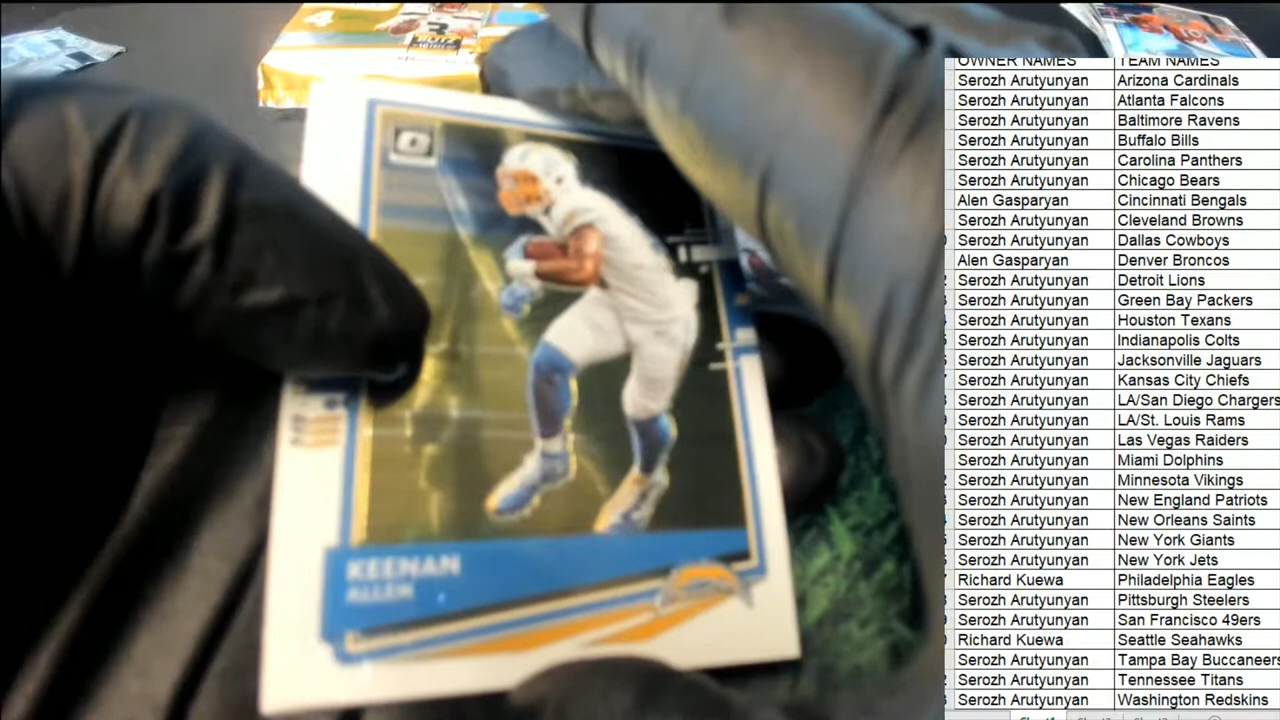 4
BLITZ
10
KEENAN
ALLEN
OWNER NAMES TEAM NAMES
Serozh Arutyunyan Arizona Cardinals
Serozh Arutyunyan Atlanta Falcons
Serozh Arutyunyan Baltimore Ravens
Serozh Arutyunyan Buffalo Bills
Serozh Arutyunyan Carolina Panthers
Serozh Arutyunyan Chicago Bears
Alen Gasparyan Cincinnati Bengals
Serozh Arutyunyan Cleveland Browns
Serozh Arutyunyan Dallas Cowboys
Alen Gasparyan Denver Broncos
Serozh Arutyunyan Detroit Lions
Serozh Arutyunyan Green Bay Packers
Serozh Arutyunyan Houston Texans
Serozh Arutyunyan Indianapolis Colts
Serozh Arutyunyan Jacksonville Jaguars
Serozh Arutyunyan Kansas City Chiefs
Serozh Arutyunyan LA/San Diego Chargers
Serozh Arutyunyan LA/St. Louis Rams
Serozh Arutyunyan Las Vegas Raiders
Serozh Arutyunyan Miami Dolphins
Serozh Arutyunyan Minnesota Vikings
Serozh Arutyunyan New England Patriots
Serozh Arutyunyan New Orleans Saints
Serozh Arutyunyan New York Giants
Serozh Arutyunyan New York Jets
Richard Kuewa Philadelphia Eagles
Serozh Arutyunyan Pittsburgh Steelers
Serozh Arutyunyan San Francisco 49ers
Richard Kuewa Seattle Seahawks
Serozh Arutyunyan Tampa Bay Buccaneers
Serozh Arutyunyan Tennessee Titans
Serozh Arutyunyan Washington Redskins